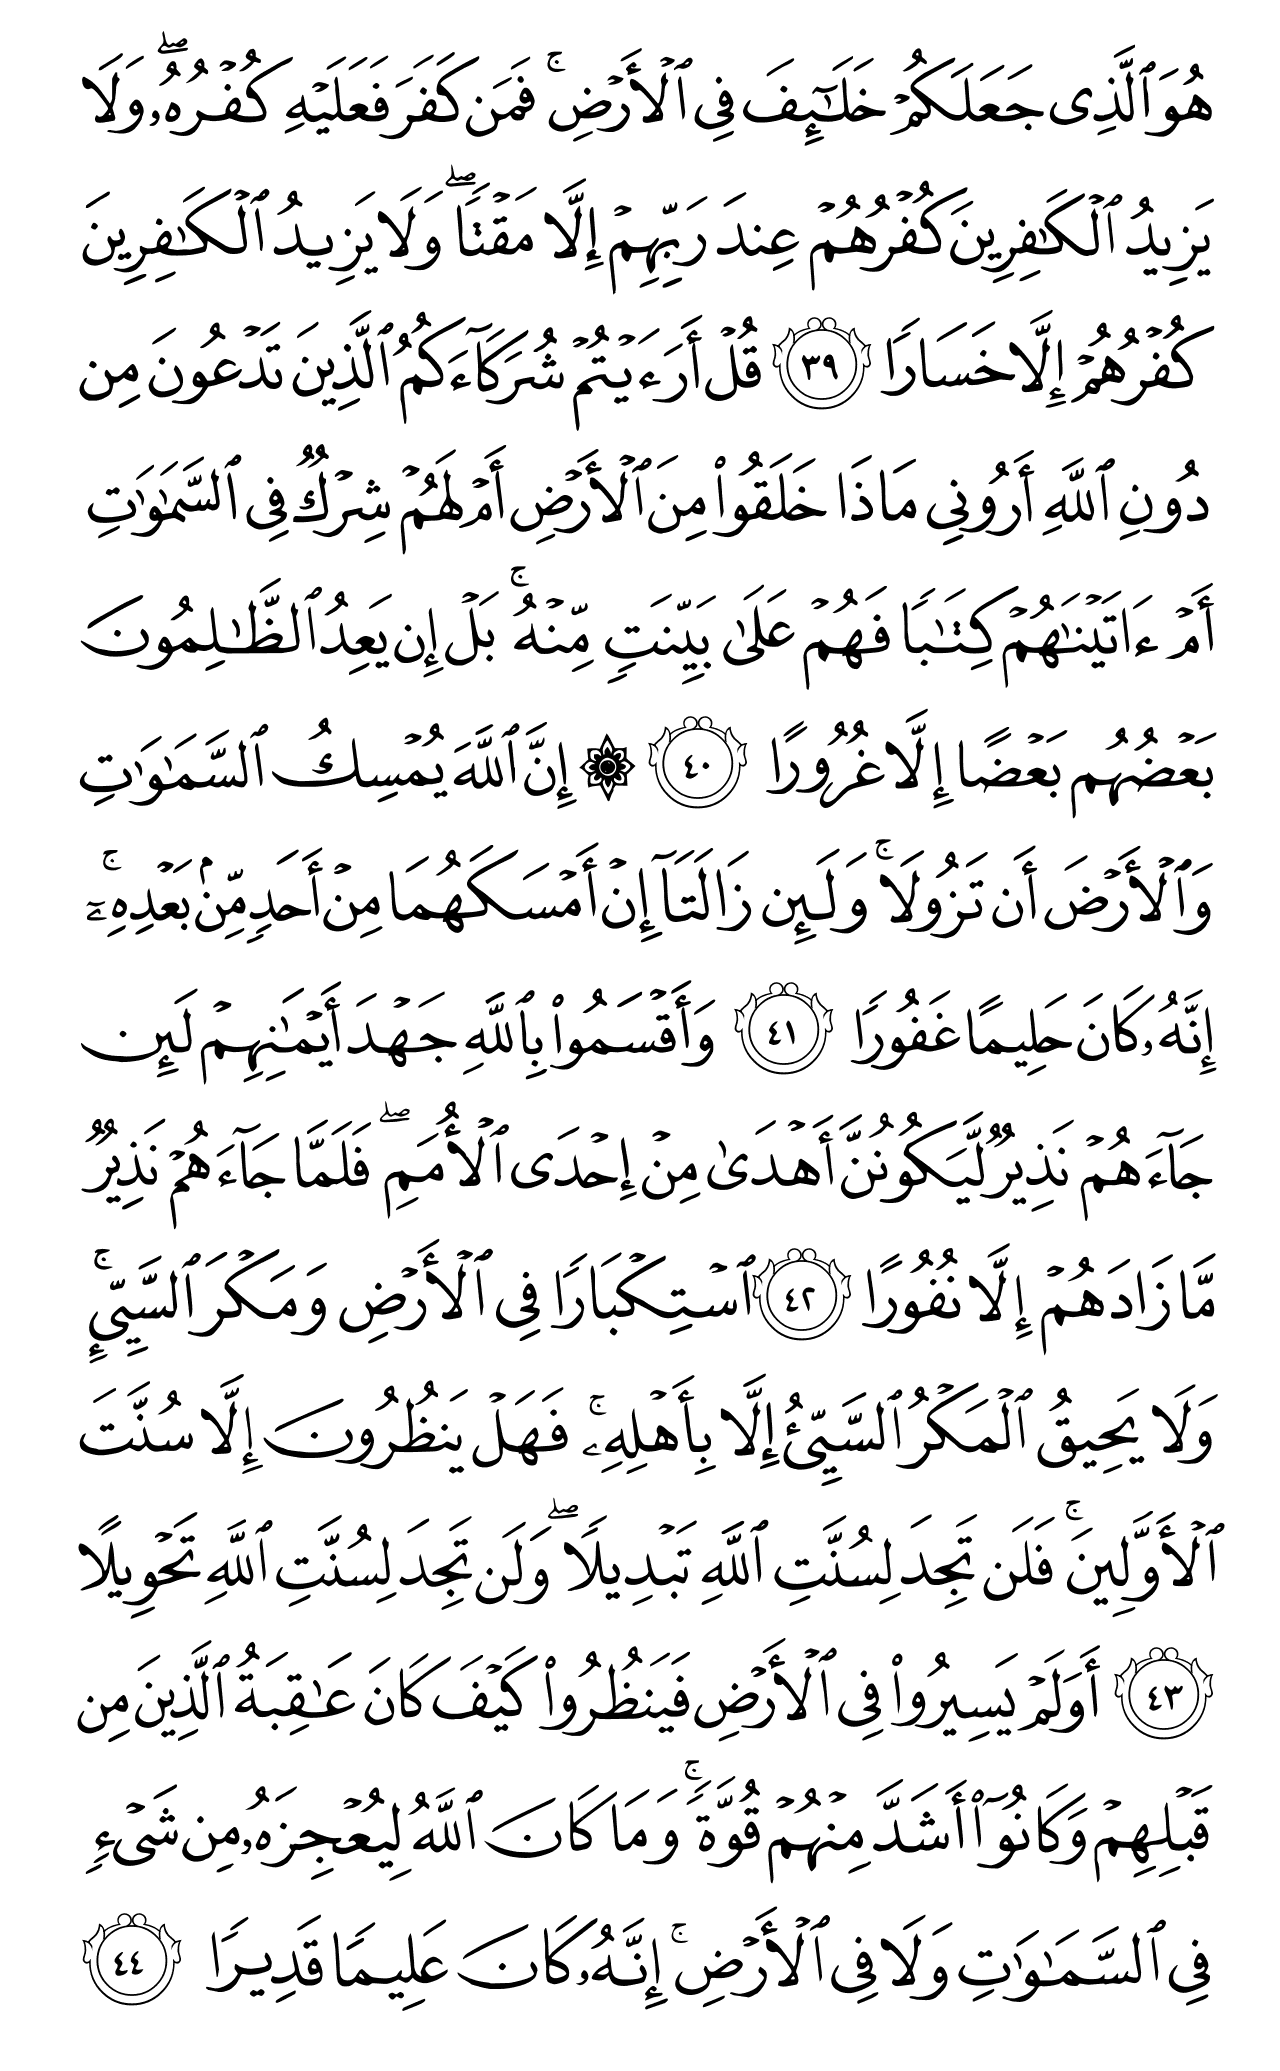 هُوَ ٱلَّذِى جَعَلَكُمْ خَلَـٰٓئِفَ فِى ٱلْأَرْضِ ۚ فَمَن كَفَرَ فَعَلَيْهِ كُفْرُهُۥ ۖ وَلَا
يَزِيدُ ٱلْكَـٰفِرِينَ كُفْرُهُمْ عِندَ رَبِّهِمْ إِلَّا مَقْتًا ۖ وَلَا يَزِيدُ ٱلْكَـٰفِرِينَ
كُفْرُهُمْ إِلَّا خَسَارًا ٣٩ قُلْ أَرَءَيْتُمْ شُرَكَآءَكُمُ ٱلَّذِينَ تَدْعُونَ مِن
دُونِ ٱللَّهِ أَرُونِى مَاذَا خَلَقُوا۟ مِنَ ٱلْأَرْضِ أَمْ لَهُمْ شِرْكٌ فِى ٱلسَّمَـٰوَٰتِ
أَمْ ءَاتَيْنَـٰهُمْ كِتَـٰبًا فَهُمْ عَلَىٰ بَيِّنَتٍ مِّنْهُ ۚ بَلْ إِن يَعِدُ ٱلظَّـٰلِمُونَ
بَعْضُهُم بَعْضًا إِلَّا غُرُورًا ٤٠ ۞ إِنَّ ٱللَّهَ يُمْسِكُ ٱلسَّمَـٰوَٰتِ
وَٱلْأَرْضَ أَن تَزُولَا ۚ وَلَئِن زَالَتَآ إِنْ أَمْسَكَهُمَا مِنْ أَحَدٍ مِّنۢ بَعْدِهِۦٓ ۚ
إِنَّهُۥ كَانَ حَلِيمًا غَفُورًا ٤١ وَأَقْسَمُوا۟ بِٱللَّهِ جَهْدَ أَيْمَـٰنِهِمْ لَئِن
جَآءَهُمْ نَذِيرٌ لَّيَكُونُنَّ أَهْدَىٰ مِنْ إِحْدَى ٱلْأُمَمِ ۖ فَلَمَّا جَآءَهُمْ نَذِيرٌ
مَّا زَادَهُمْ إِلَّا نُفُورًا ٤٢ ٱسْتِكْبَارًا فِى ٱلْأَرْضِ وَمَكْرَ ٱلسَّيِّئِ ۚ
وَلَا يَحِيقُ ٱلْمَكْرُ ٱلسَّيِّئُ إِلَّا بِأَهْلِهِۦ ۚ فَهَلْ يَنظُرُونَ إِلَّا سُنَّتَ
ٱلْأَوَّلِينَ ۚ فَلَن تَجِدَ لِسُنَّتِ ٱللَّهِ تَبْدِيلًا ۖ وَلَن تَجِدَ لِسُنَّتِ ٱللَّهِ تَحْوِيلًا
٤٣ أَوَلَمْ يَسِيرُوا۟ فِى ٱلْأَرْضِ فَيَنظُرُوا۟ كَيْفَ كَانَ عَـٰقِبَةُ ٱلَّذِينَ مِن
قَبْلِهِمْ وَكَانُوٓا۟ أَشَدَّ مِنْهُمْ قُوَّةً ۚ وَمَا كَانَ ٱللَّهُ لِيُعْجِزَهُۥ مِن شَىْءٍ
فِى ٱلسَّمَـٰوَٰتِ وَلَا فِى ٱلْأَرْضِ ۚ إِنَّهُۥ كَانَ عَلِيمًا قَدِيرًا ٤٤